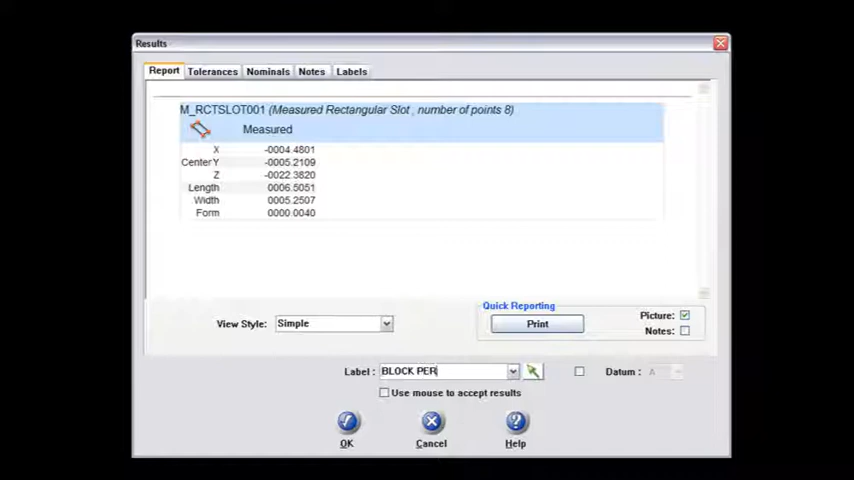 Results
Report Tolerances Nominals Notes Labels
M_RCTSLOT001 (Measured Rectangular Slot , number of points 8)
Measured
X -0004.4801
Center Y -0005.2109
Z -0022.3820
Length 0006.5051
Width 0005.2507
Form 0000.0040
Quick Reporting
View Style: Simple Print Picture:
Notes:
Label : BLOCK PER Datum : A
Use mouse to accept results
OK Cancel Help